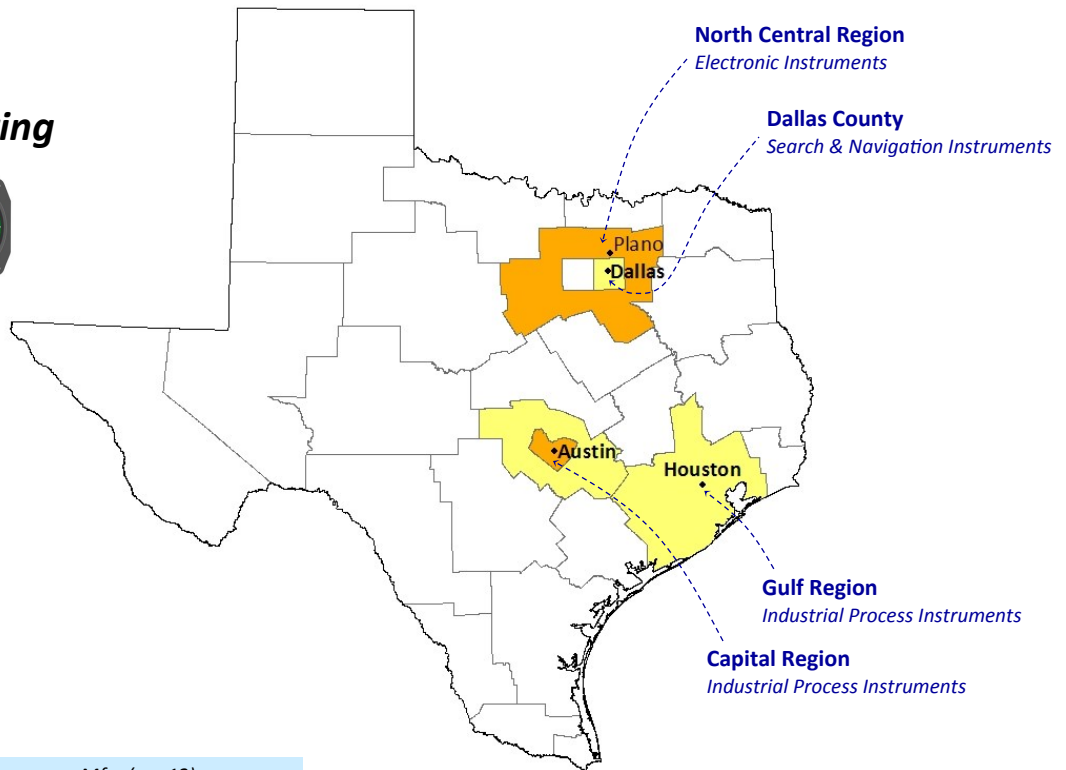 North Central Region
Electronic Instruments
Dallas County
Search & Navigation Instruments
Plano
Dallas
Austin
Houston
Gulf Region
Industrial Process Instruments
Capital Region
Industrial Process Instruments